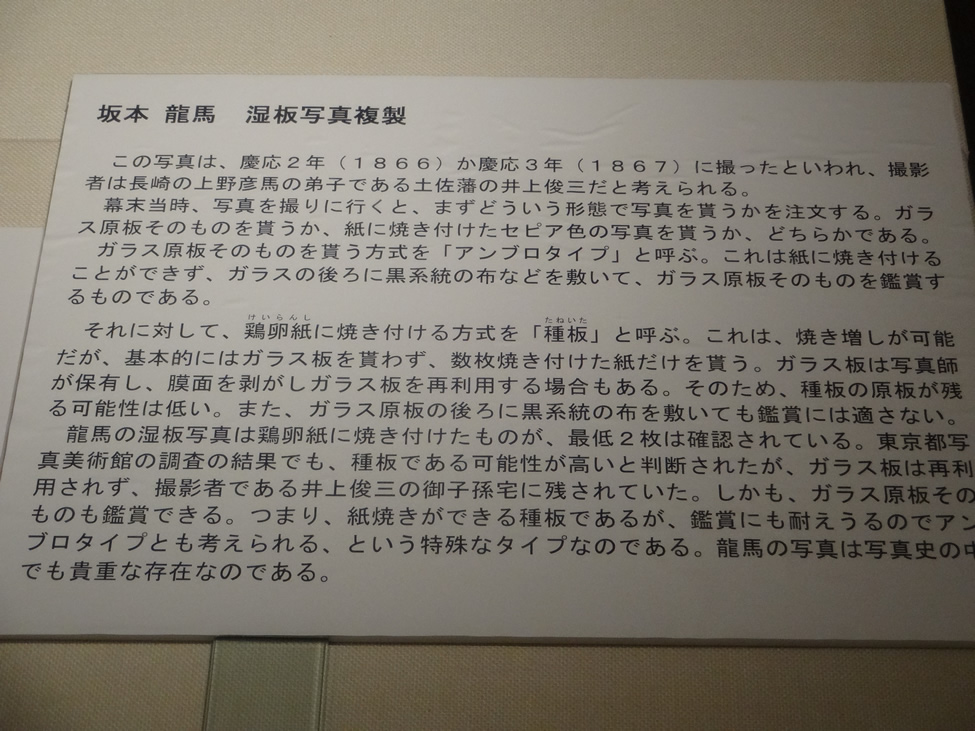 坂本 龍馬　湿板写真複製
この写真は、慶応２年（１８６６）か慶応３年（１８６７）に撮ったといわれ、撮影
者は長崎の上野彦馬の弟子である土佐藩の井上俊三だと考えられる。
幕末当時、写真を撮りに行くと、まずどういう形態で写真を貰うかを注文する。ガラ
ス原板そのものを貰うか、紙に焼き付けたセピア色の写真を貰うか、どちらかである。
ガラス原板そのものを貰う方式を「アンブロタイプ」と呼ぶ。これは紙に焼き付ける
ことができず、ガラスの後ろに黒系統の布などを敷いて、ガラス原板そのものを鑑賞す
るものである。
けいらんし たねいた
それに対して、鶏卵紙に焼き付ける方式を「種板」と呼ぶ。これは、焼き増しが可能
だが、基本的にはガラス板を貰わず、数枚焼き付けた紙だけを貰う。ガラス板は写真師
が保有し、膜面を剥がしガラス板を再利用する場合もある。そのため、種板の原板が残
る可能性は低い。また、ガラス原板の後ろに黒系統の布を敷いても鑑賞には適さない。
龍馬の湿板写真は鶏卵紙に焼き付けたものが、最低２枚は確認されている。東京都写
真美術館の調査の結果でも、種板である可能性が高いと判断されたが、ガラス板は再利
用されず、撮影者である井上俊三の御子孫宅に残されていた。しかも、ガラス原板その
ものも鑑賞できる。つまり、紙焼きができる種板であるが、鑑賞にも耐えうるのでアン
ブロタイプとも考えられる、という特殊なタイプなのである。龍馬の写真は写真史の中
でも貴重な存在なのである。